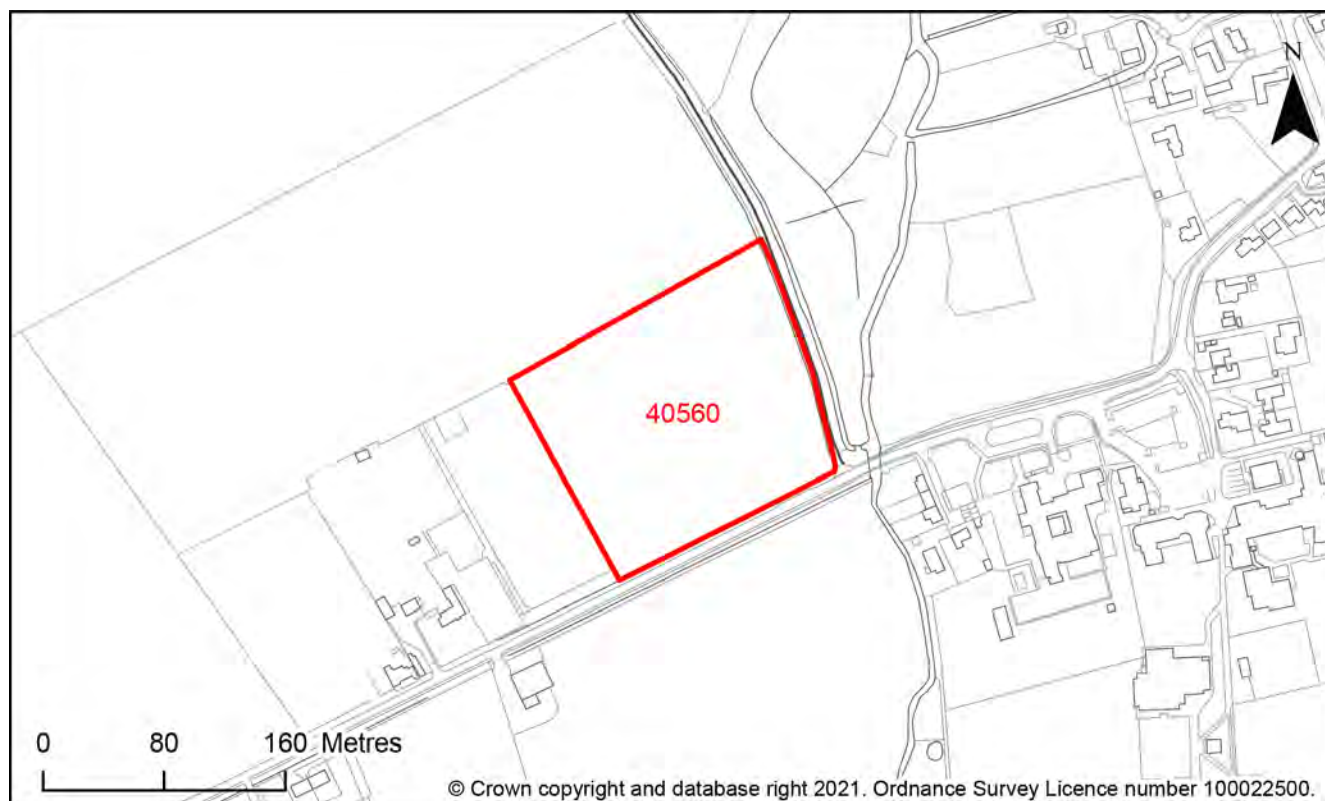 N
40560
0 80 160 Metres
© Crown copyright and database right 2021. Ordnance Survey Licence number 100022500.